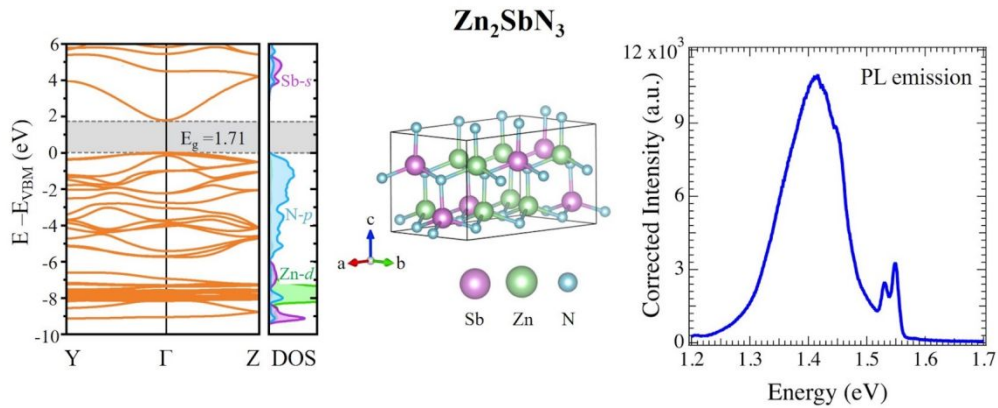 Zn₂SbN₃
6
4
2
0
-2
-4
-6
-8
-10
E -E_VBM (eV)
E_g =1.71
Y
Γ
Z
Sb-s
N-p
Zn-d
DOS
c
a
b
Sb
Zn
N
12 x10³
9
6
3
0
Corrected Intensity (a.u.)
PL emission
1.2
1.3
1.4
1.5
1.6
1.7
Energy (eV)